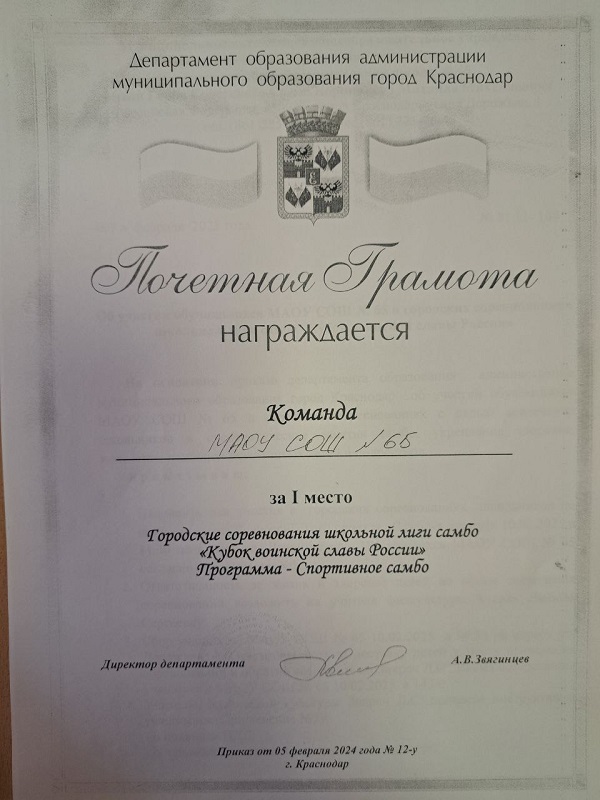 Департамент образования администрации
муниципального образования город Краснодар
Почетная Грамота
награждается
Команда
МАОУ СОШ №66
за I место
Городские соревнования школьной лиги самбо
«Кубок воинской славы России»
Программа - Спортивное самбо
Директор департамента А.В.Звягинцев
Приказ от 05 февраля 2024 года № 12-у
г. Краснодар